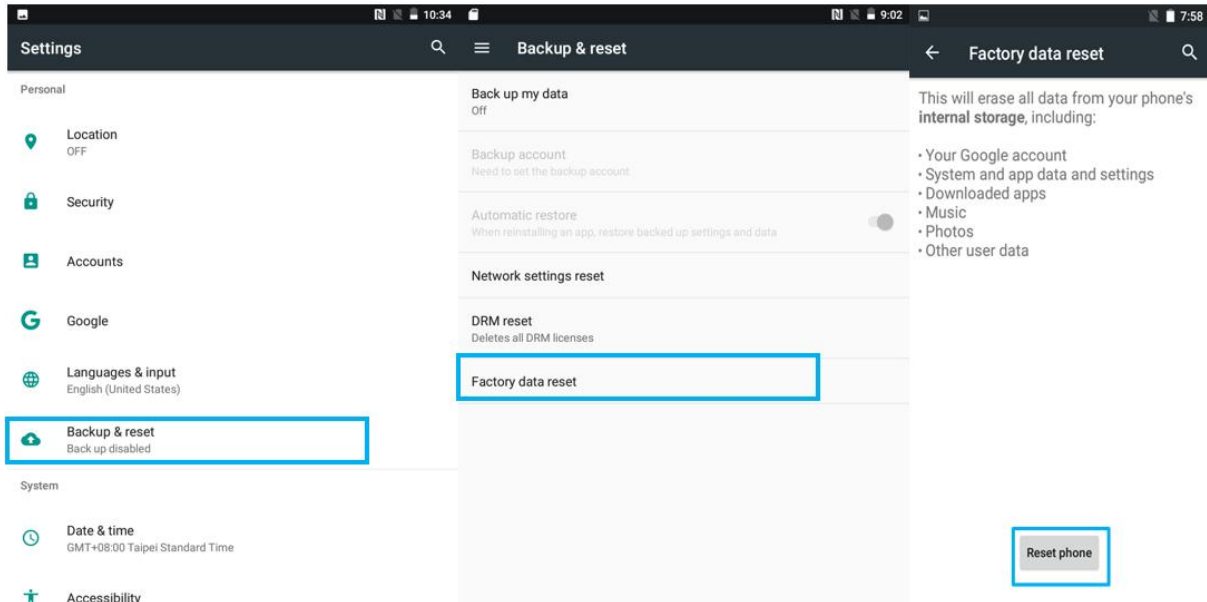 10:34
Settings
Personal
Location
OFF
Security
Accounts
Google
Languages & input
English (United States)
Backup & reset
Back up disabled
System
Date & time
GMT+08:00 Taipei Standard Time
Accessibility
9:02
Backup & reset
Back up my data
Off
Backup account
Need to set the backup account
Automatic restore
When reinstalling an app, restore backed up settings and data
Network settings reset
DRM reset
Deletes all DRM licenses
Factory data reset
7:58
Factory data reset
This will erase all data from your phone's
internal storage, including:
· Your Google account
· System and app data and settings
· Downloaded apps
· Music
· Photos
· Other user data
Reset phone